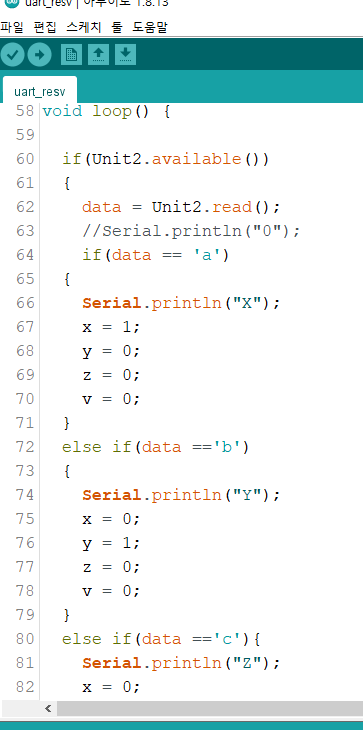 uart_resv | 아두이노 1.8.13
파일 편집 스케치 툴 도움말
uart_resv
58 void loop() {
59
60 if(Unit2.available())
61 {
62 data = Unit2.read();
63 //Serial.println("0");
64 if(data == 'a')
65 {
66 Serial.println("X");
67 x = 1;
68 y = 0;
69 z = 0;
70 v = 0;
71 }
72 else if(data =='b')
73 {
74 Serial.println("Y");
75 x = 0;
76 y = 1;
77 z = 0;
78 v = 0;
79 }
80 else if(data =='c'){
81 Serial.println("Z");
82 x = 0;